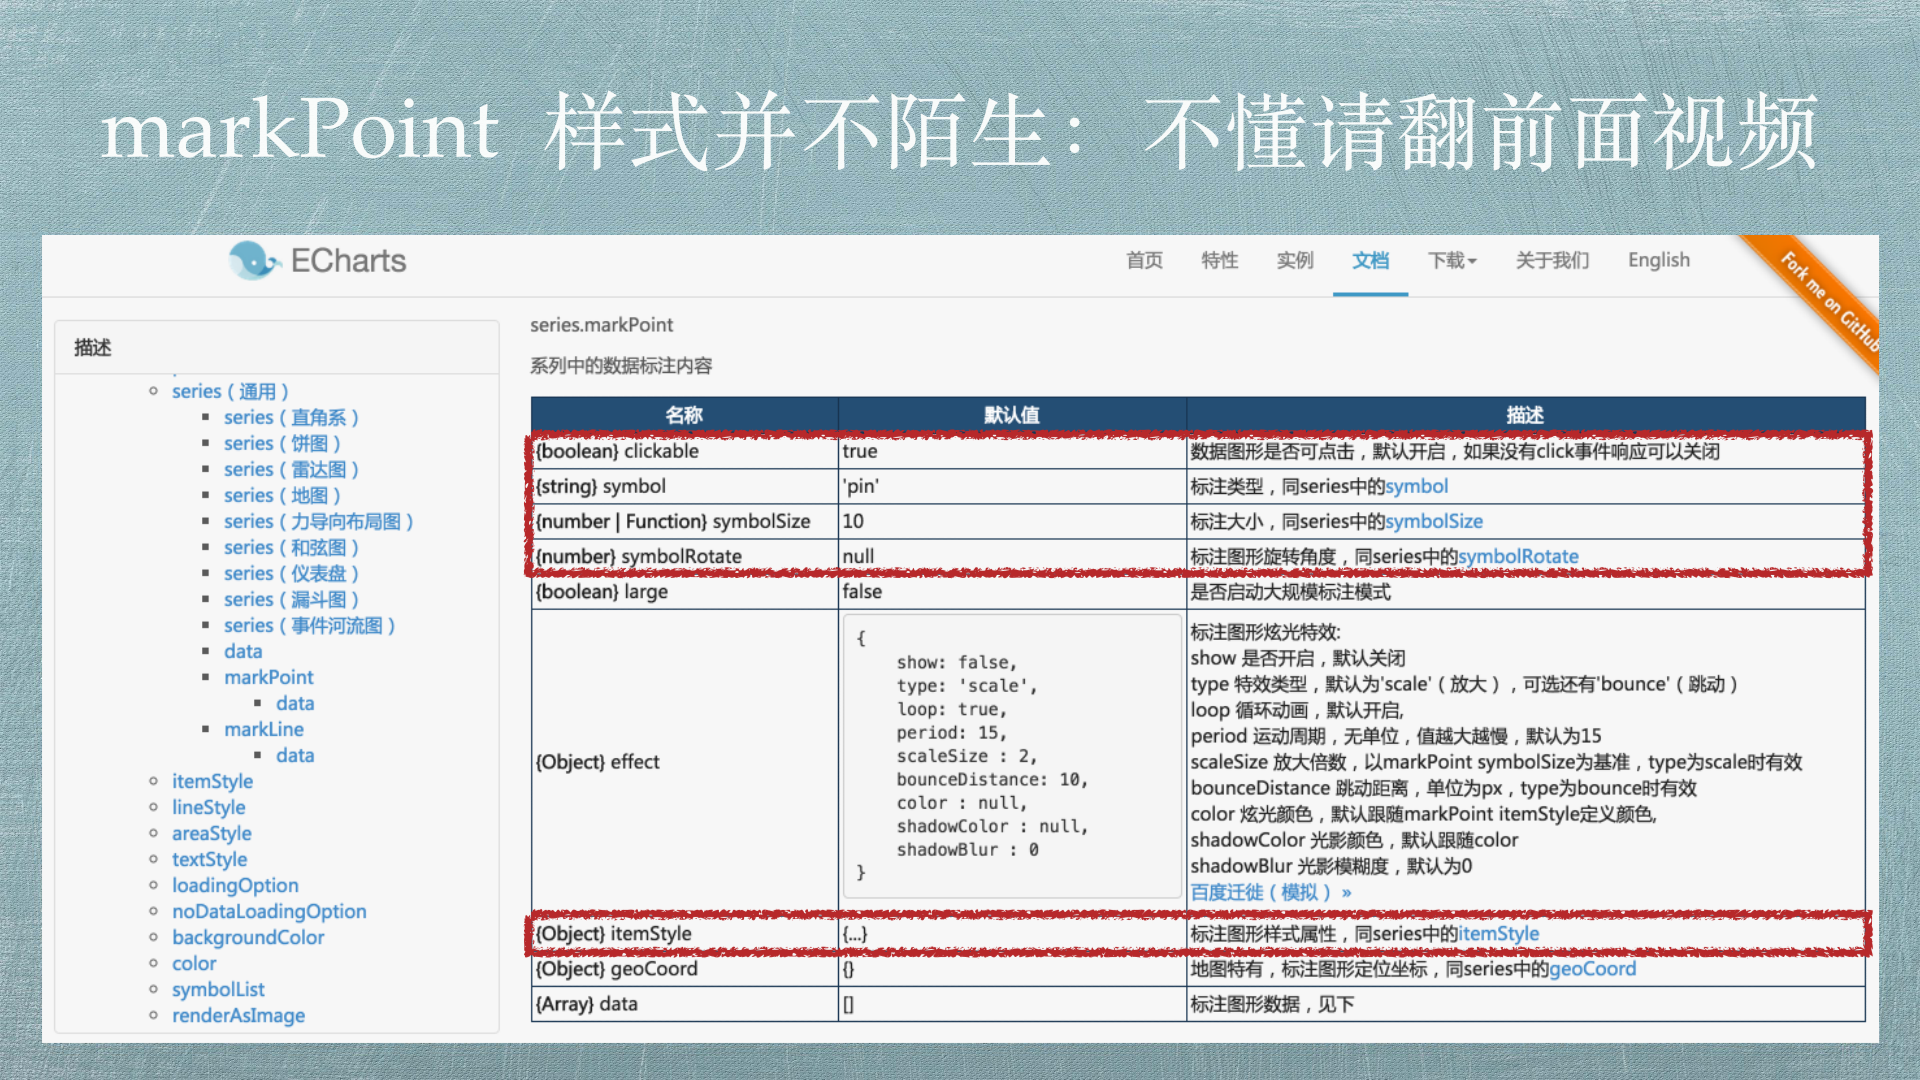 markPoint 样式并不陌生：不懂请翻前面视频
ECharts
首页 特性 实例 文档 下载 关于我们 English
Fork me on GitHub
描述
series（通用）
series（直角系）
series（饼图）
series（雷达图）
series（地图）
series（力导向布局图）
series（和弦图）
series（仪表盘）
series（漏斗图）
series（事件河流图）
data
markPoint
data
markLine
data
itemStyle
lineStyle
areaStyle
textStyle
loadingOption
noDataLoadingOption
backgroundColor
color
symbolList
renderAsImage
series.markPoint
系列中的数据标注内容
名称 默认值 描述
{boolean} clickable true 数据图形是否可点击，默认开启，如果没有click事件响应可以关闭
{string} symbol 'pin' 标注类型，同series中的symbol
{number | Function} symbolSize 10 标注大小，同series中的symbolSize
{number} symbolRotate null 标注图形旋转角度，同series中的symbolRotate
{boolean} large false 是否启动大规模标注模式
{Object} effect
{
show: false,
type: 'scale',
loop: true,
period: 15,
scaleSize : 2,
bounceDistance: 10,
color : null,
shadowColor : null,
shadowBlur : 0
}
标注图形炫光特效:
show 是否开启，默认关闭
type 特效类型，默认为'scale'（放大），可选还有'bounce'（跳动）
loop 循环动画，默认开启,
period 运动周期，无单位，值越大越慢，默认为15
scaleSize 放大倍数，以markPoint symbolSize为基准，type为scale时有效
bounceDistance 跳动距离，单位为px，type为bounce时有效
color 炫光颜色，默认跟随markPoint itemStyle定义颜色,
shadowColor 光影颜色，默认跟随color
shadowBlur 光影模糊度，默认为0
百度迁徙（模拟） »
{Object} itemStyle {...} 标注图形样式属性，同series中的itemStyle
{Object} geoCoord {} 地图特有，标注图形定位坐标，同series中的geoCoord
{Array} data [] 标注图形数据，见下